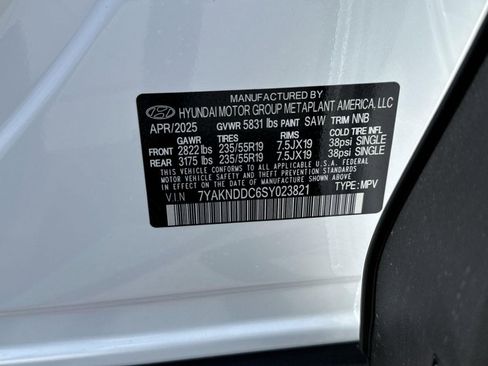 MANUFACTURED BY
HYUNDAI MOTOR GROUP METAPLANT AMERICA, LLC
APR/2025 GVWR 5831 lbs PAINT SAW TRIM NNB
GAWR TIRES RIMS COLD TIRE INFL
FRONT 2822 lbs 235/55R19 7.5JX19 38psi SINGLE
REAR 3175 lbs 235/55R19 7.5JX19 38psi SINGLE
THIS VEHICLE CONFORMS TO ALL APPLICABLE
FEDERAL MOTOR VEHICLE SAFETY, BUMPER, AND
THEFT PREVENTION STANDARDS IN EFFECT ON THE
DATE OF MANUFACTURE SHOWN ABOVE.
V.I.N 7YAKNDDC6SY023821 TYPE : MPV